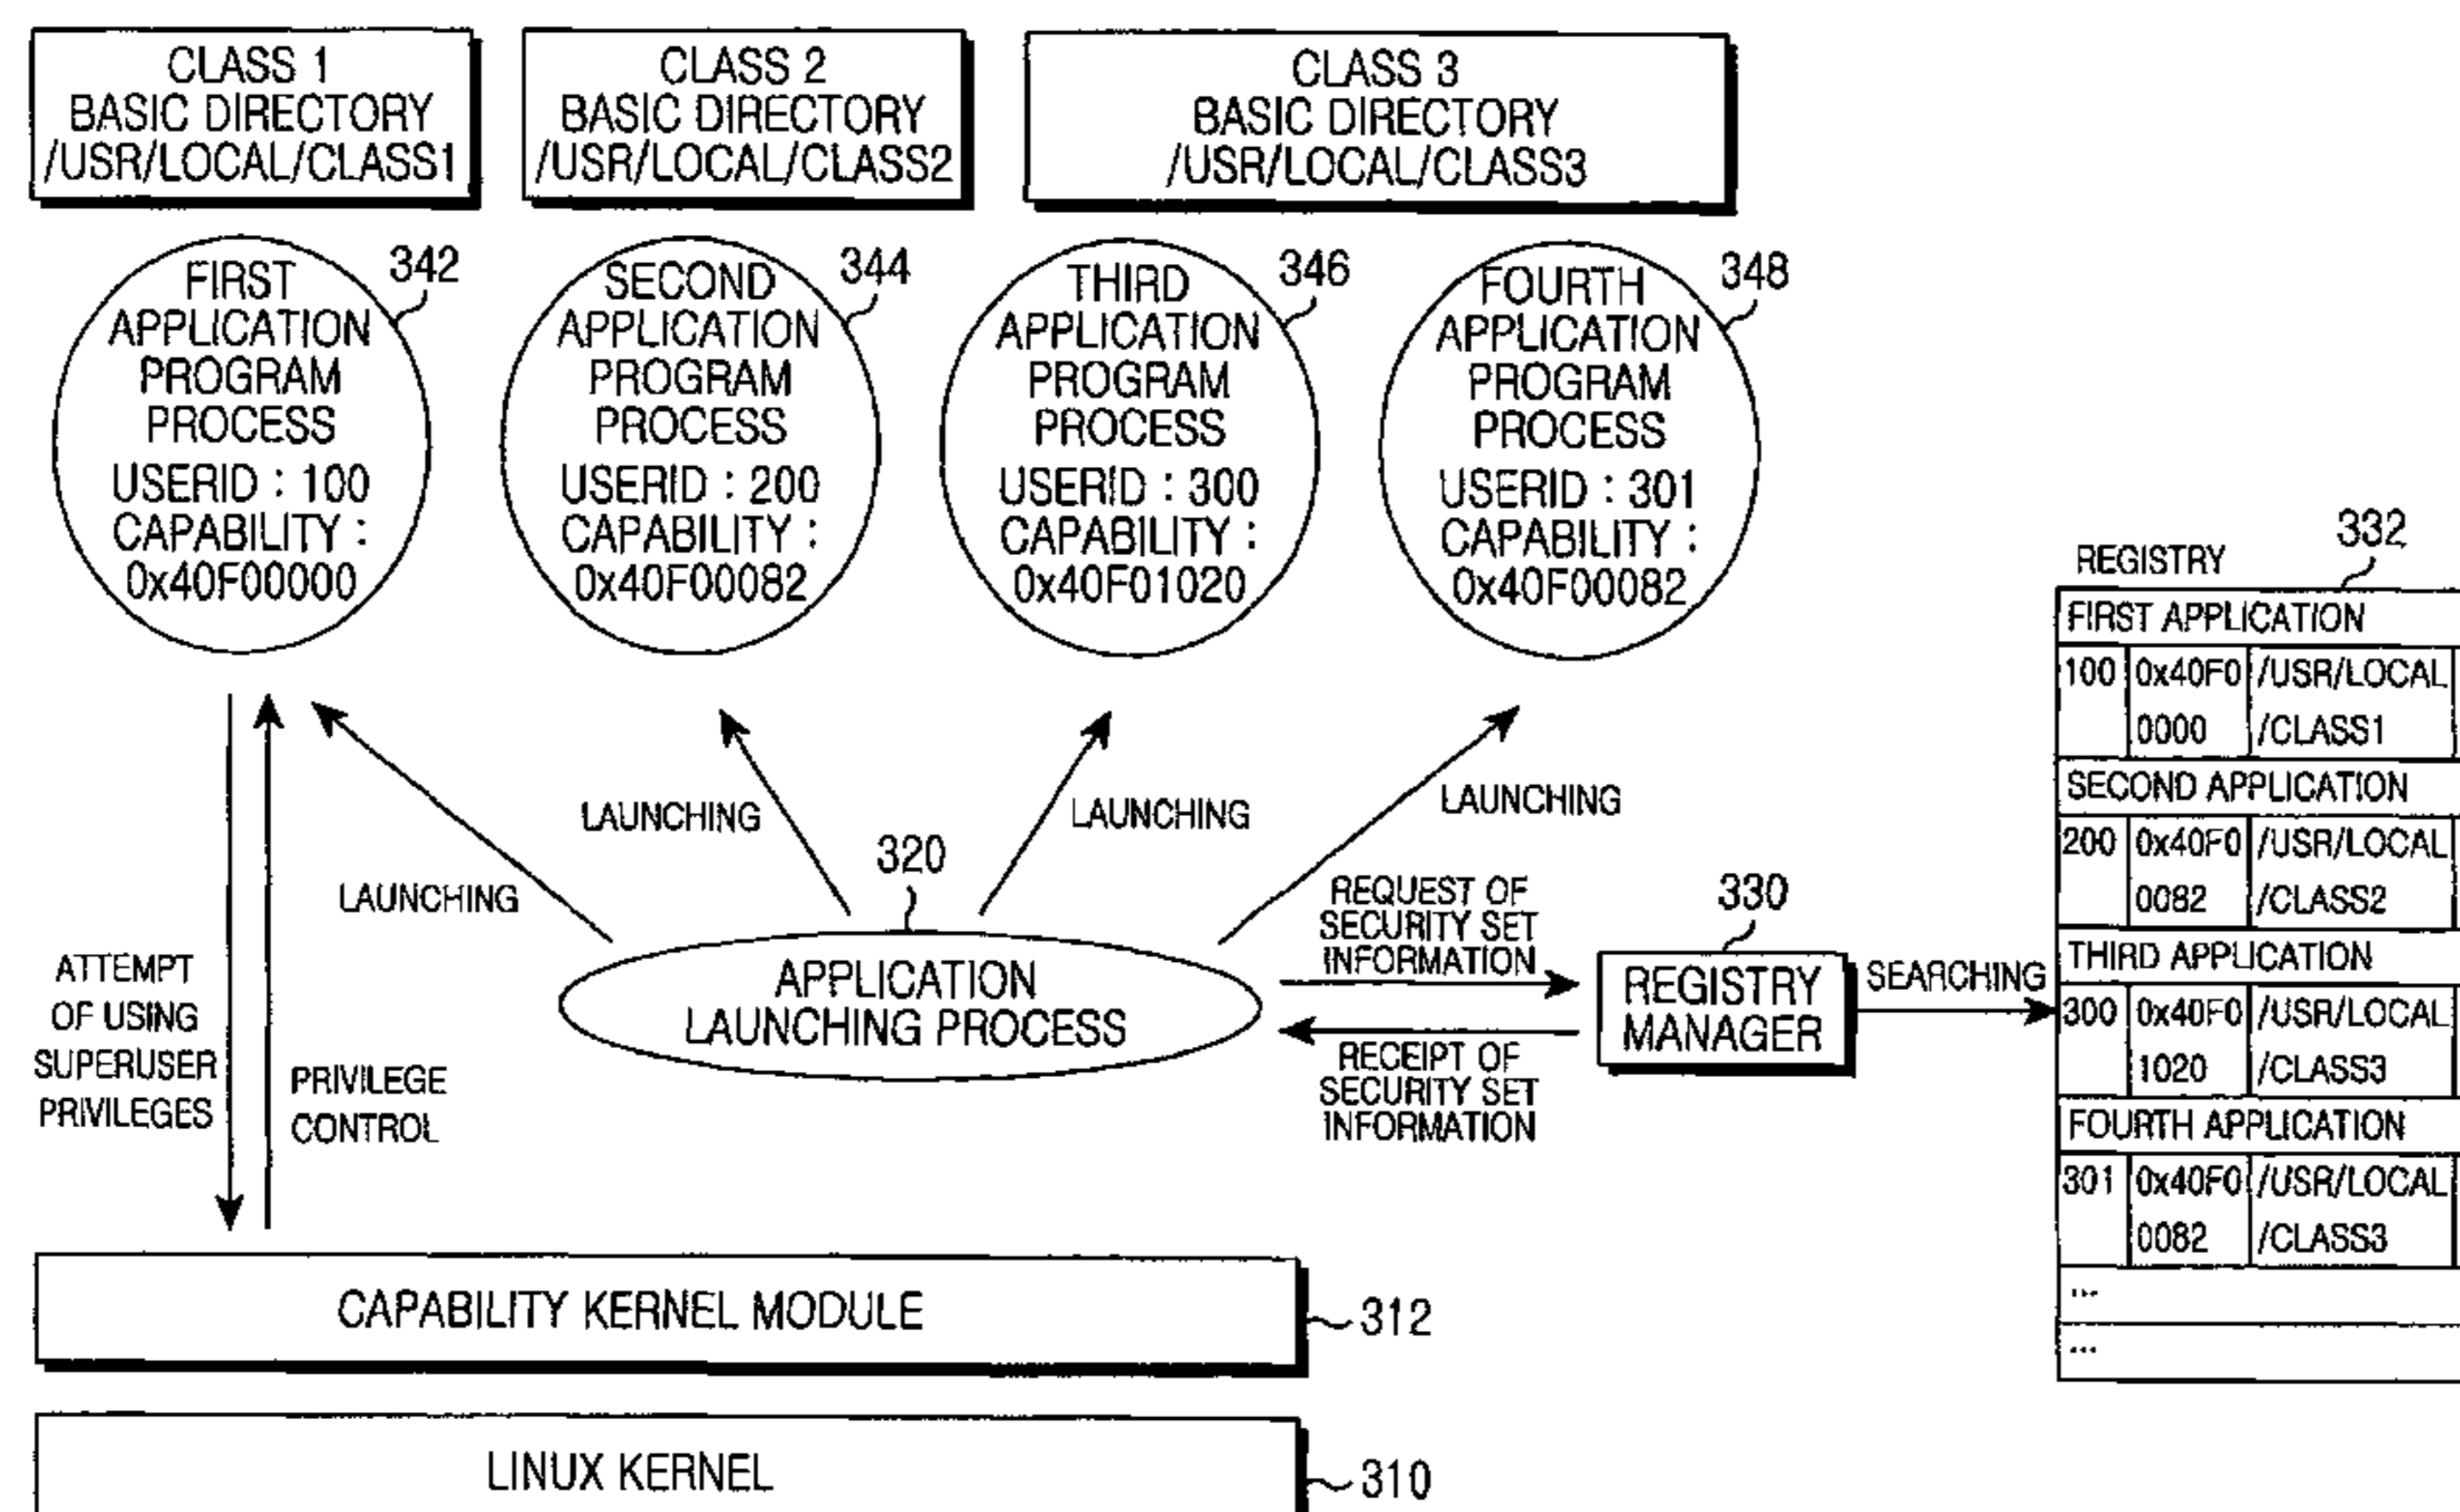 CLASS 1
BASIC DIRECTORY
/USR/LOCAL/CLASS1
CLASS 2
BASIC DIRECTORY
/USR/LOCAL/CLASS2
CLASS 3
BASIC DIRECTORY
/USR/LOCAL/CLASS3
FIRST
APPLICATION
PROGRAM
PROCESS
USERID : 100
CAPABILITY :
0x40F00000
342
SECOND
APPLICATION
PROGRAM
PROCESS
USERID : 200
CAPABILITY :
0x40F00082
344
THIRD
APPLICATION
PROGRAM
PROCESS
USERID : 300
CAPABILITY :
0x40F01020
346
FOURTH
APPLICATION
PROGRAM
PROCESS
USERID : 301
CAPABILITY :
0x40F00082
348
LAUNCHING
LAUNCHING
LAUNCHING
LAUNCHING
ATTEMPT
OF USING
SUPERUSER
PRIVILEGES
PRIVILEGE
CONTROL
320
APPLICATION
LAUNCHING PROCESS
REQUEST OF
SECURITY SET
INFORMATION
RECEIPT OF
SECURITY SET
INFORMATION
330
REGISTRY
MANAGER
SEARCHING
REGISTRY
332
FIRST APPLICATION
100 0x40F0 /USR/LOCAL
0000 /CLASS1
SECOND APPLICATION
200 0x40F0 /USR/LOCAL
0082 /CLASS2
THIRD APPLICATION
300 0x40F0 /USR/LOCAL
1020 /CLASS3
FOURTH APPLICATION
301 0x40F0 /USR/LOCAL
0082 /CLASS3
...
...
CAPABILITY KERNEL MODULE
312
LINUX KERNEL
310